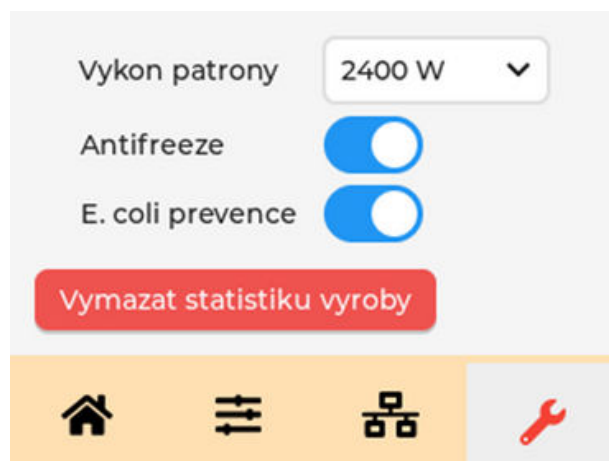 Vykon patrony 2400 W
Antifreeze
E. coli prevence
Vymazat statistiku vyroby